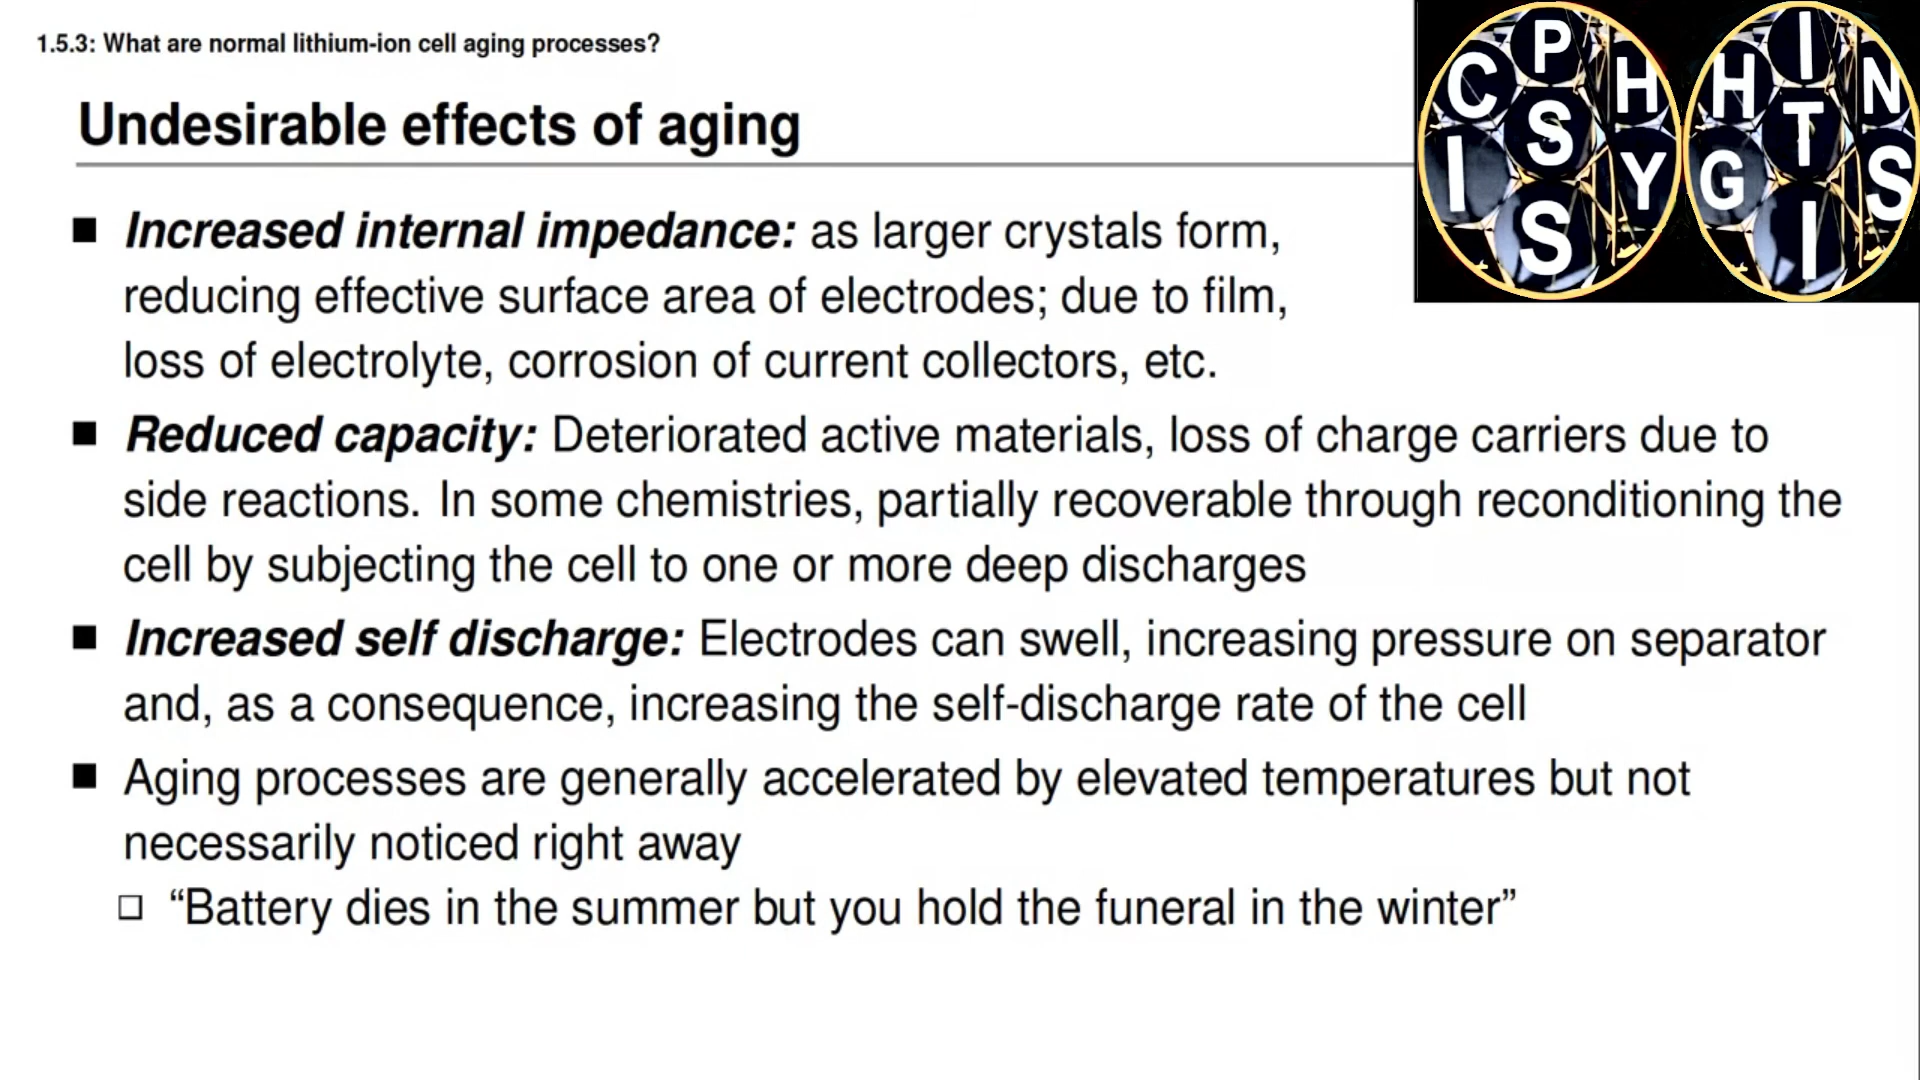 1.5.3: What are normal lithium-ion cell aging processes?
Undesirable effects of aging
■ Increased internal impedance: as larger crystals form,
reducing effective surface area of electrodes; due to film,
loss of electrolyte, corrosion of current collectors, etc.
■ Reduced capacity: Deteriorated active materials, loss of charge carriers due to
side reactions. In some chemistries, partially recoverable through reconditioning the
cell by subjecting the cell to one or more deep discharges
■ Increased self discharge: Electrodes can swell, increasing pressure on separator
and, as a consequence, increasing the self-discharge rate of the cell
■ Aging processes are generally accelerated by elevated temperatures but not
necessarily noticed right away
□ “Battery dies in the summer but you hold the funeral in the winter”
P
C H
S
I Y
S
I
H N
T
G S
I